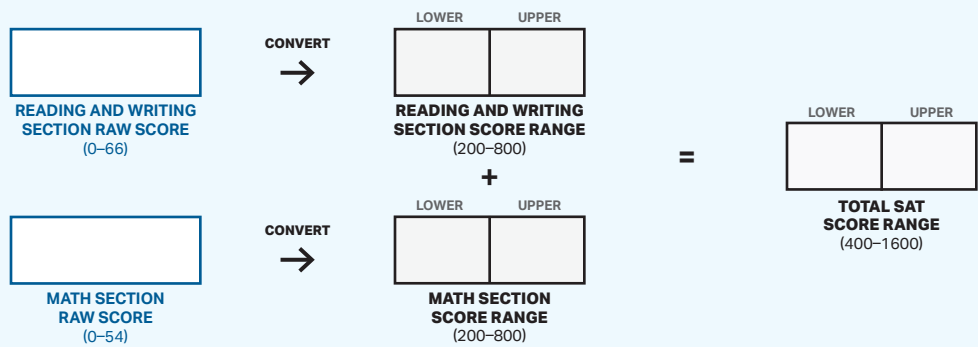 LOWER UPPER
CONVERT
→
READING AND WRITING
SECTION RAW SCORE
(0–66)
READING AND WRITING
SECTION SCORE RANGE
(200–800)
+
LOWER UPPER
CONVERT
→
MATH SECTION
RAW SCORE
(0–54)
MATH SECTION
SCORE RANGE
(200–800)
=
LOWER UPPER
TOTAL SAT
SCORE RANGE
(400–1600)